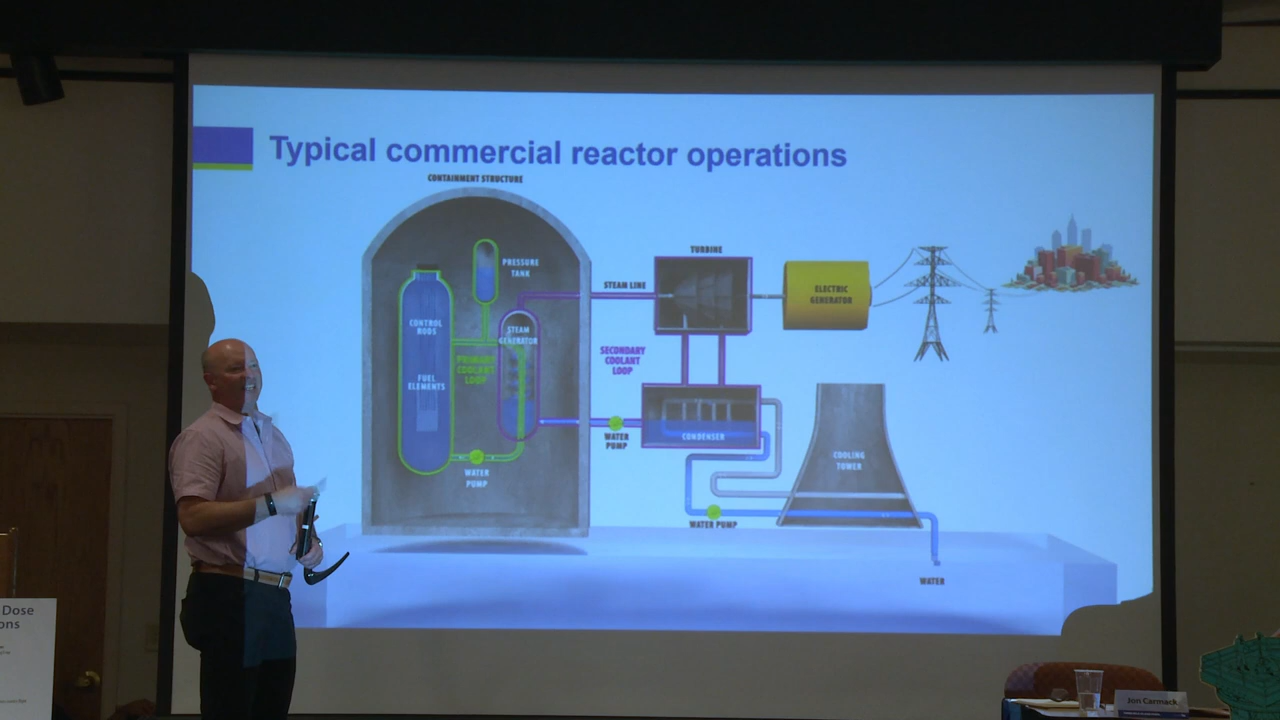 Typical commercial reactor operations
CONTAINMENT STRUCTURE
PRESSURE
TANK
CONTROL
RODS
FUEL
ELEMENTS
PRIMARY
COOLANT
LOOP
STEAM
GENERATOR
WATER
PUMP
STEAM LINE
SECONDARY
COOLANT
LOOP
WATER
PUMP
TURBINE
ELECTRIC
GENERATOR
CONDENSER
COOLING
TOWER
WATER PUMP
WATER
Dose
ons
Jon Carmack